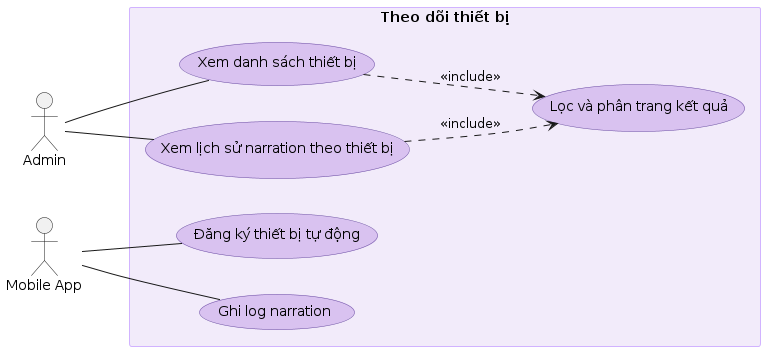 Theo dõi thiết bị
Xem danh sách thiết bị
«include»
Lọc và phân trang kết quả
«include»
Xem lịch sử narration theo thiết bị
Admin
Đăng ký thiết bị tự động
Mobile App
Ghi log narration